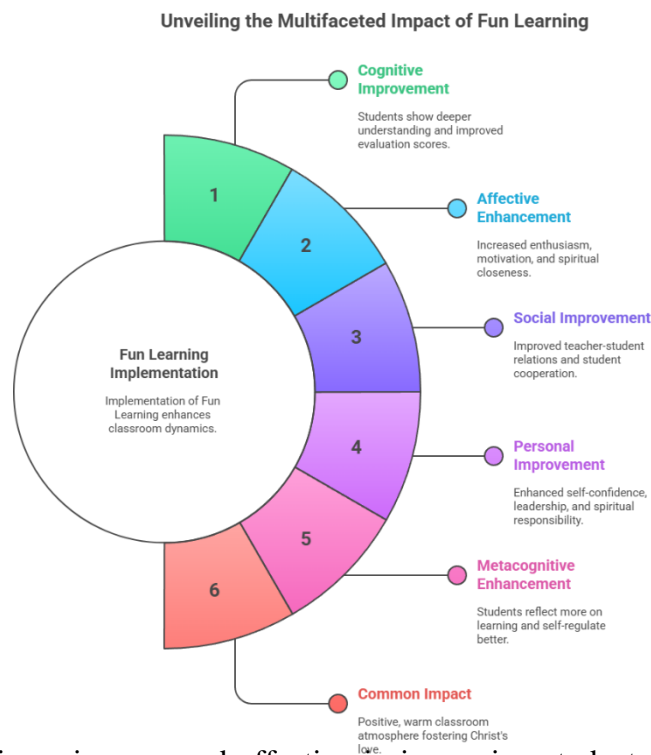 Unveiling the Multifaceted Impact of Fun Learning
Cognitive
Improvement
Students show deeper
understanding and improved
evaluation scores.
1
Affective
Enhancement
Increased enthusiasm,
motivation, and spiritual
closeness.
2
Social Improvement
Improved teacher-student
relations and student
cooperation.
3
Fun Learning
Implementation
Implementation of Fun
Learning enhances
classroom dynamics.
4
Personal
Improvement
Enhanced self-confidence,
leadership, and spiritual
responsibility.
5
Metacognitive
Enhancement
Students reflect more on
learning and self-regulate
better.
6
Common Impact
Positive, warm classroom
atmosphere fostering Christ's
love.